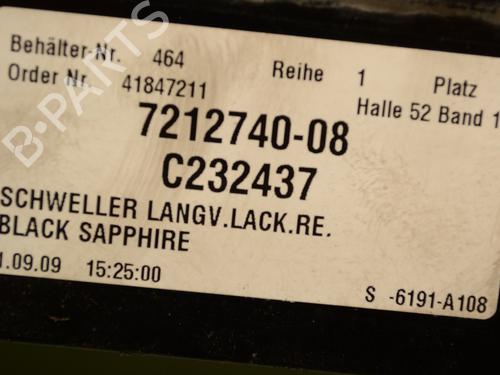 Behälter-Nr. 464 Reihe 1 Platz
Order Nr. 41847211 Halle 52 Band 1
7212740-08
C232437
SCHWELLER LANGV.LACK.RE.
BLACK SAPPHIRE
1.09.09 15:25:00
S -6191-A108
B-PARTS